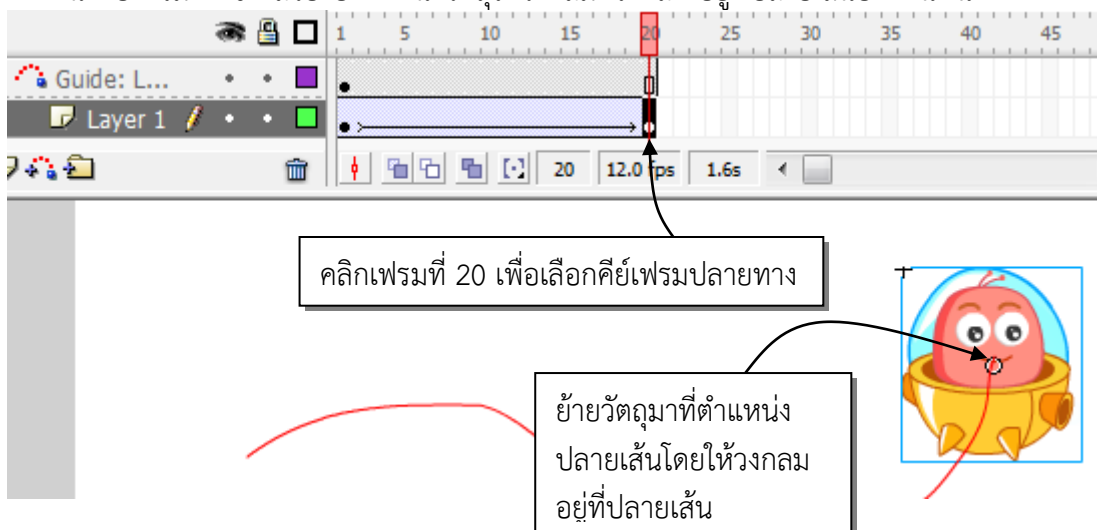 1 5 10 15 20 25 30 35 40 45
Guide: L...
Layer 1
20 12.0 fps 1.6s
คลิกเฟรมที่ 20 เพื่อเลือกคีย์เฟรมปลายทาง
ย้ายวัตถุมาที่ตำแหน่ง
ปลายเส้นโดยให้วงกลม
อยู่ที่ปลายเส้น